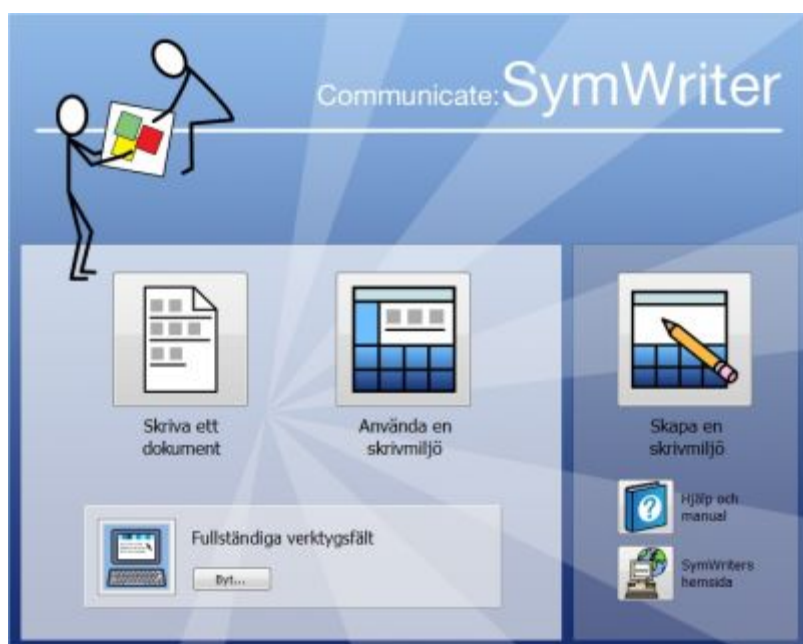 Communicate: SymWriter
Skriva ett
dokument
Använda en
skrivmiljö
Skapa en
skrivmiljö
Fullständiga verktygsfält
Byt...
Hjälp och
manual
SymWriters
hemsida